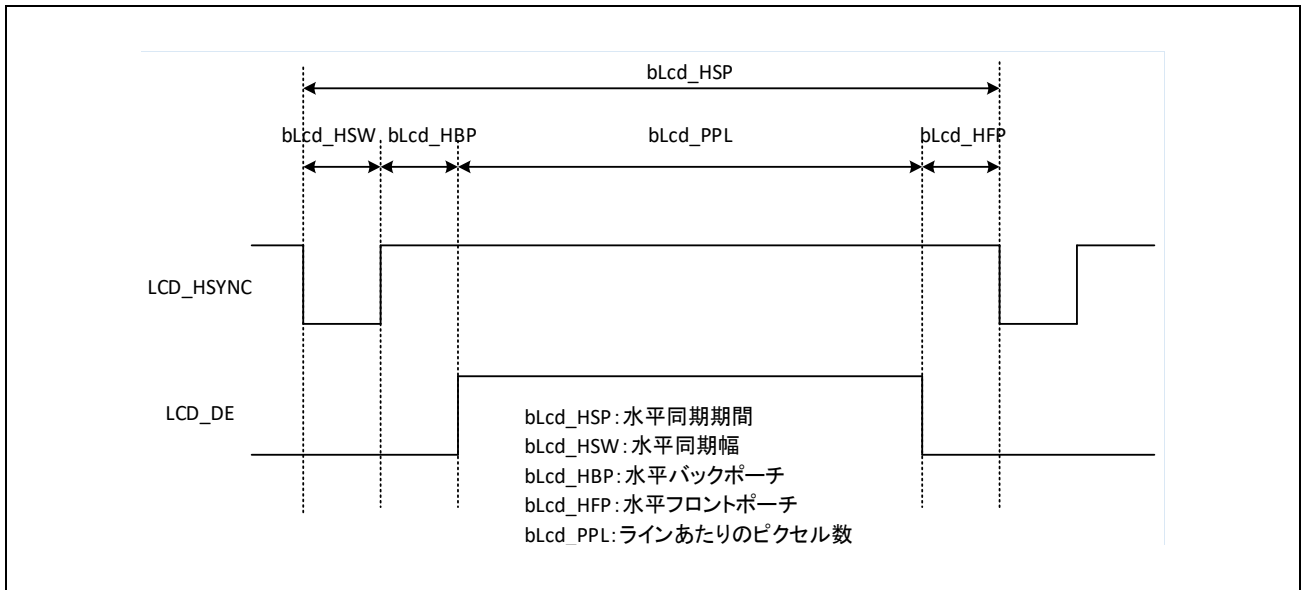 bLcd_HSP
bLcd_HSW bLcd_HBP bLcd_PPL bLcd_HFP
LCD_HSYNC
LCD_DE
bLcd_HSP:水平同期期間
bLcd_HSW:水平同期幅
bLcd_HBP:水平バックポーチ
bLcd_HFP:水平フロントポーチ
bLcd_PPL:ラインあたりのピクセル数